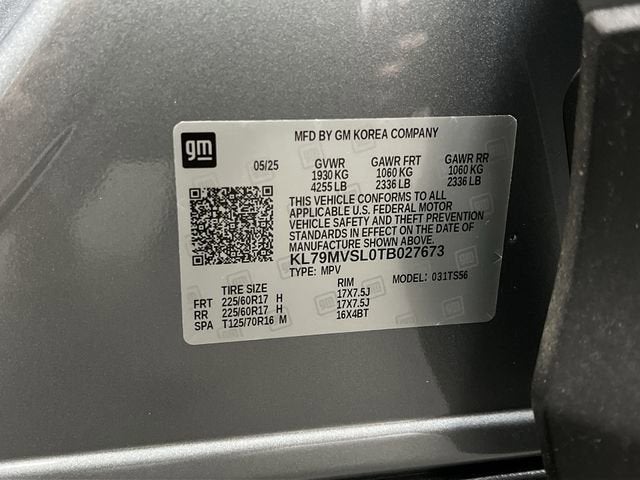 gm
MFD BY GM KOREA COMPANY
05/25 GVWR GAWR FRT GAWR RR
1930 KG 1060 KG 1060 KG
4255 LB 2336 LB 2336 LB
THIS VEHICLE CONFORMS TO ALL
APPLICABLE U.S. FEDERAL MOTOR
VEHICLE SAFETY AND THEFT PREVENTION
STANDARDS IN EFFECT ON THE DATE OF
MANUFACTURE SHOWN ABOVE.
KL79MVSL0TB027673
TYPE: MPV MODEL: 031TS56
TIRE SIZE RIM
FRT 225/60R17 H 17X7.5J
RR 225/60R17 H 17X7.5J
SPA T125/70R16 M 16X4BT